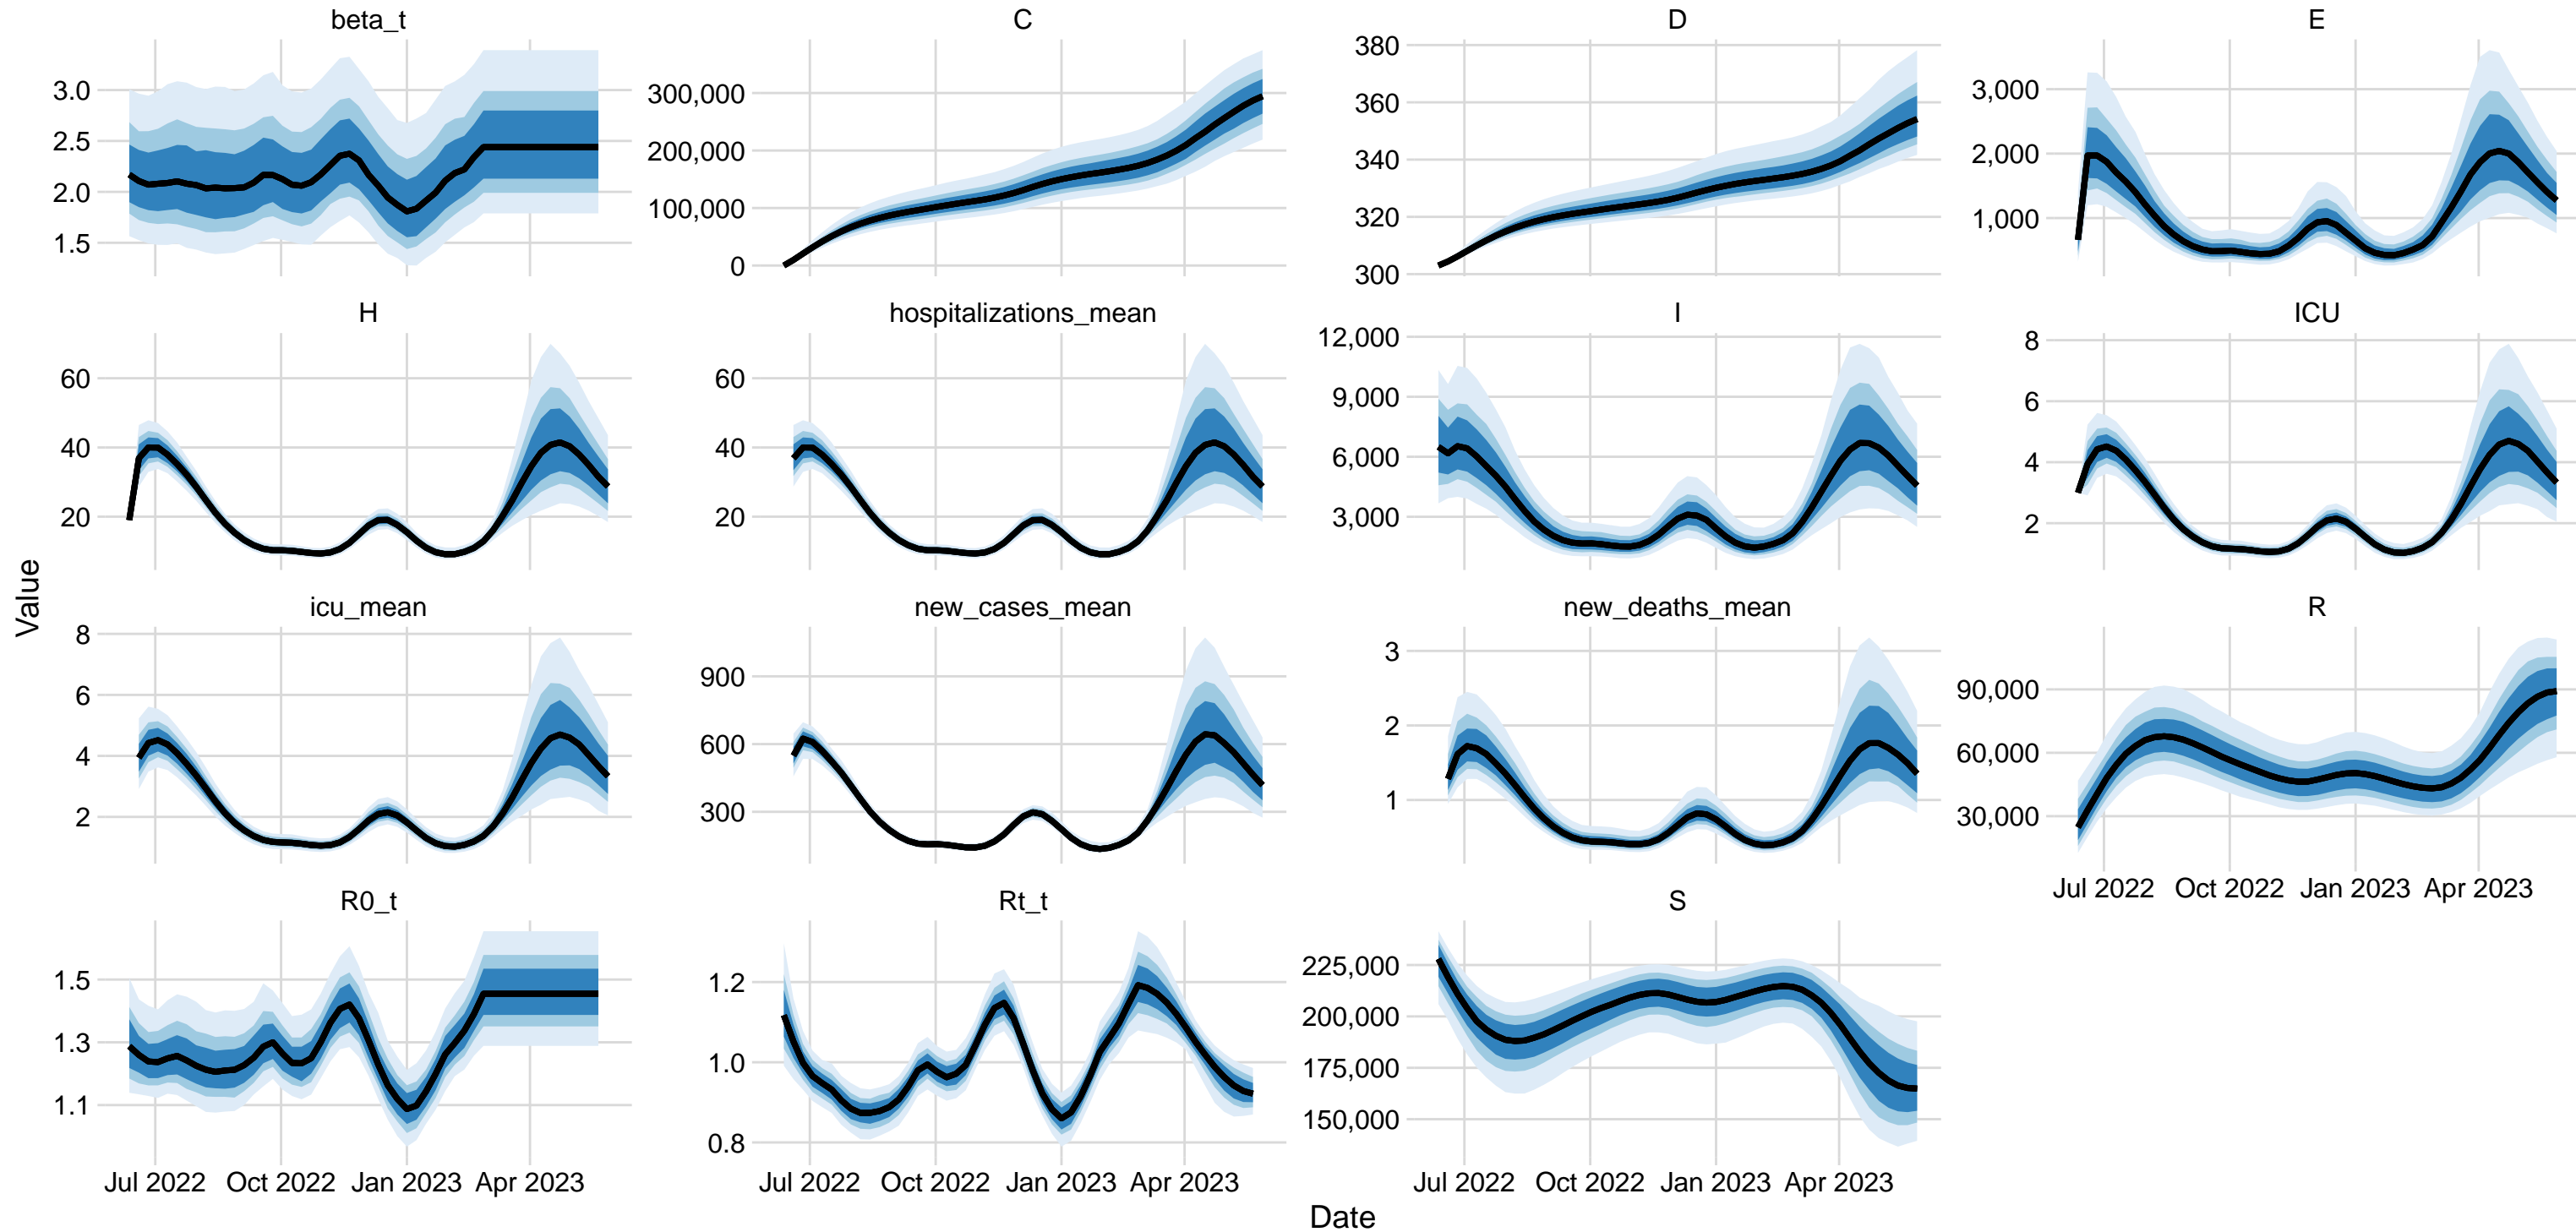 beta_t
C
D
E
3.0
2.5
2.0
1.5
300,000
200,000
100,000
0
380
360
340
320
300
3,000
2,000
1,000
H
hospitalizations_mean
I
ICU
60
40
20
60
40
20
12,000
9,000
6,000
3,000
8
6
4
2
Value
icu_mean
new_cases_mean
new_deaths_mean
R
8
6
4
2
900
600
300
3
2
1
90,000
60,000
30,000
Jul 2022 Oct 2022 Jan 2023 Apr 2023
R0_t
Rt_t
S
1.5
1.3
1.1
1.2
1.0
0.8
225,000
200,000
175,000
150,000
Jul 2022 Oct 2022 Jan 2023 Apr 2023
Jul 2022 Oct 2022 Jan 2023 Apr 2023
Jul 2022 Oct 2022 Jan 2023 Apr 2023
Date